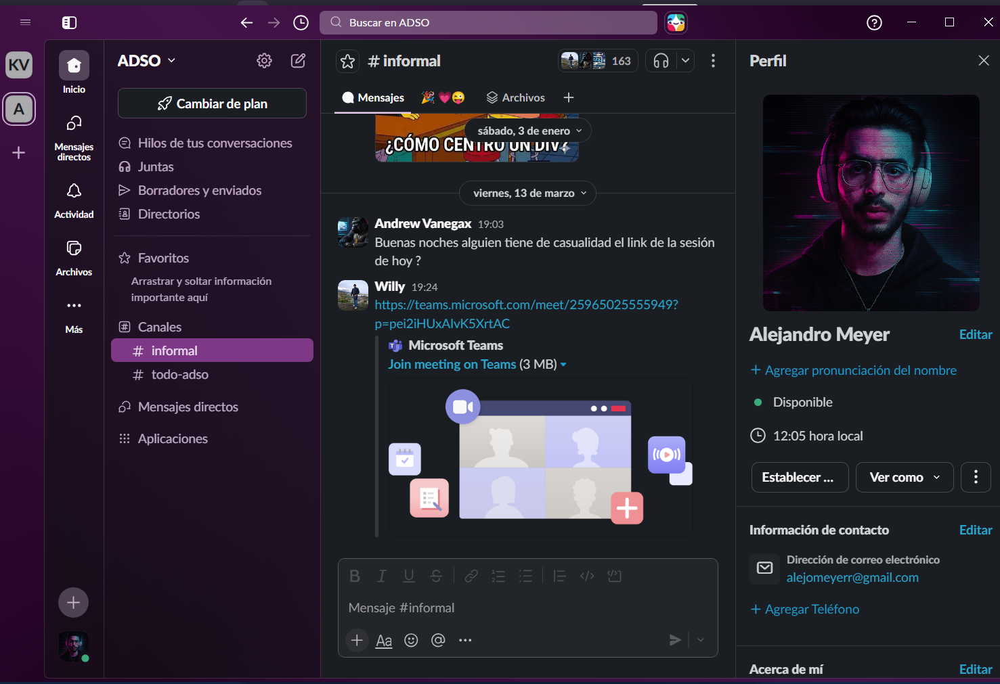 Buscar en ADSO
KV
A
Inicio
Mensajes
directos
Actividad
Archivos
Más
ADSO
Cambiar de plan
Hilos de tus conversaciones
Juntas
Borradores y enviados
Directorios
Favoritos
Arrastrar y soltar información
importante aquí
Canales
# informal
# todo-adso
Mensajes directos
Aplicaciones
# informal
163
Mensajes
🎉 💗😜
Archivos
sábado, 3 de enero
¿CÓMO CENTRO UN DIV?
viernes, 13 de marzo
Andrew Vanegax 19:03
Buenas noches alguien tiene de casualidad el link de la sesión
de hoy ?
Willy 19:24
https://teams.microsoft.com/meet/25965025555949?
p=pei2iHUxAIvK5XrtAC
Microsoft Teams
Join meeting on Teams (3 MB)
B I U S
Mensaje #informal
Aa
Perfil
Alejandro Meyer
Editar
+ Agregar pronunciación del nombre
Disponible
12:05 hora local
Establecer ...
Ver como
Información de contacto
Editar
Dirección de correo electrónico
alejomeyerr@gmail.com
+ Agregar Teléfono
Acerca de mí
Editar